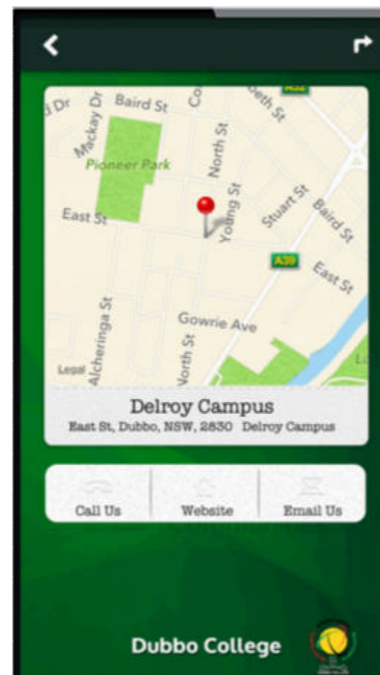 A32
Baird St
Mackay Dr
North St
Pioneer Park
Young St
Stuart St
Baird St
East St
A39
East St
Alcheringa St
Gowrie Ave
North St
Legal
Delroy Campus
East St, Dubbo, NSW, 2830 Delroy Campus
Call Us
Website
Email Us
Dubbo College